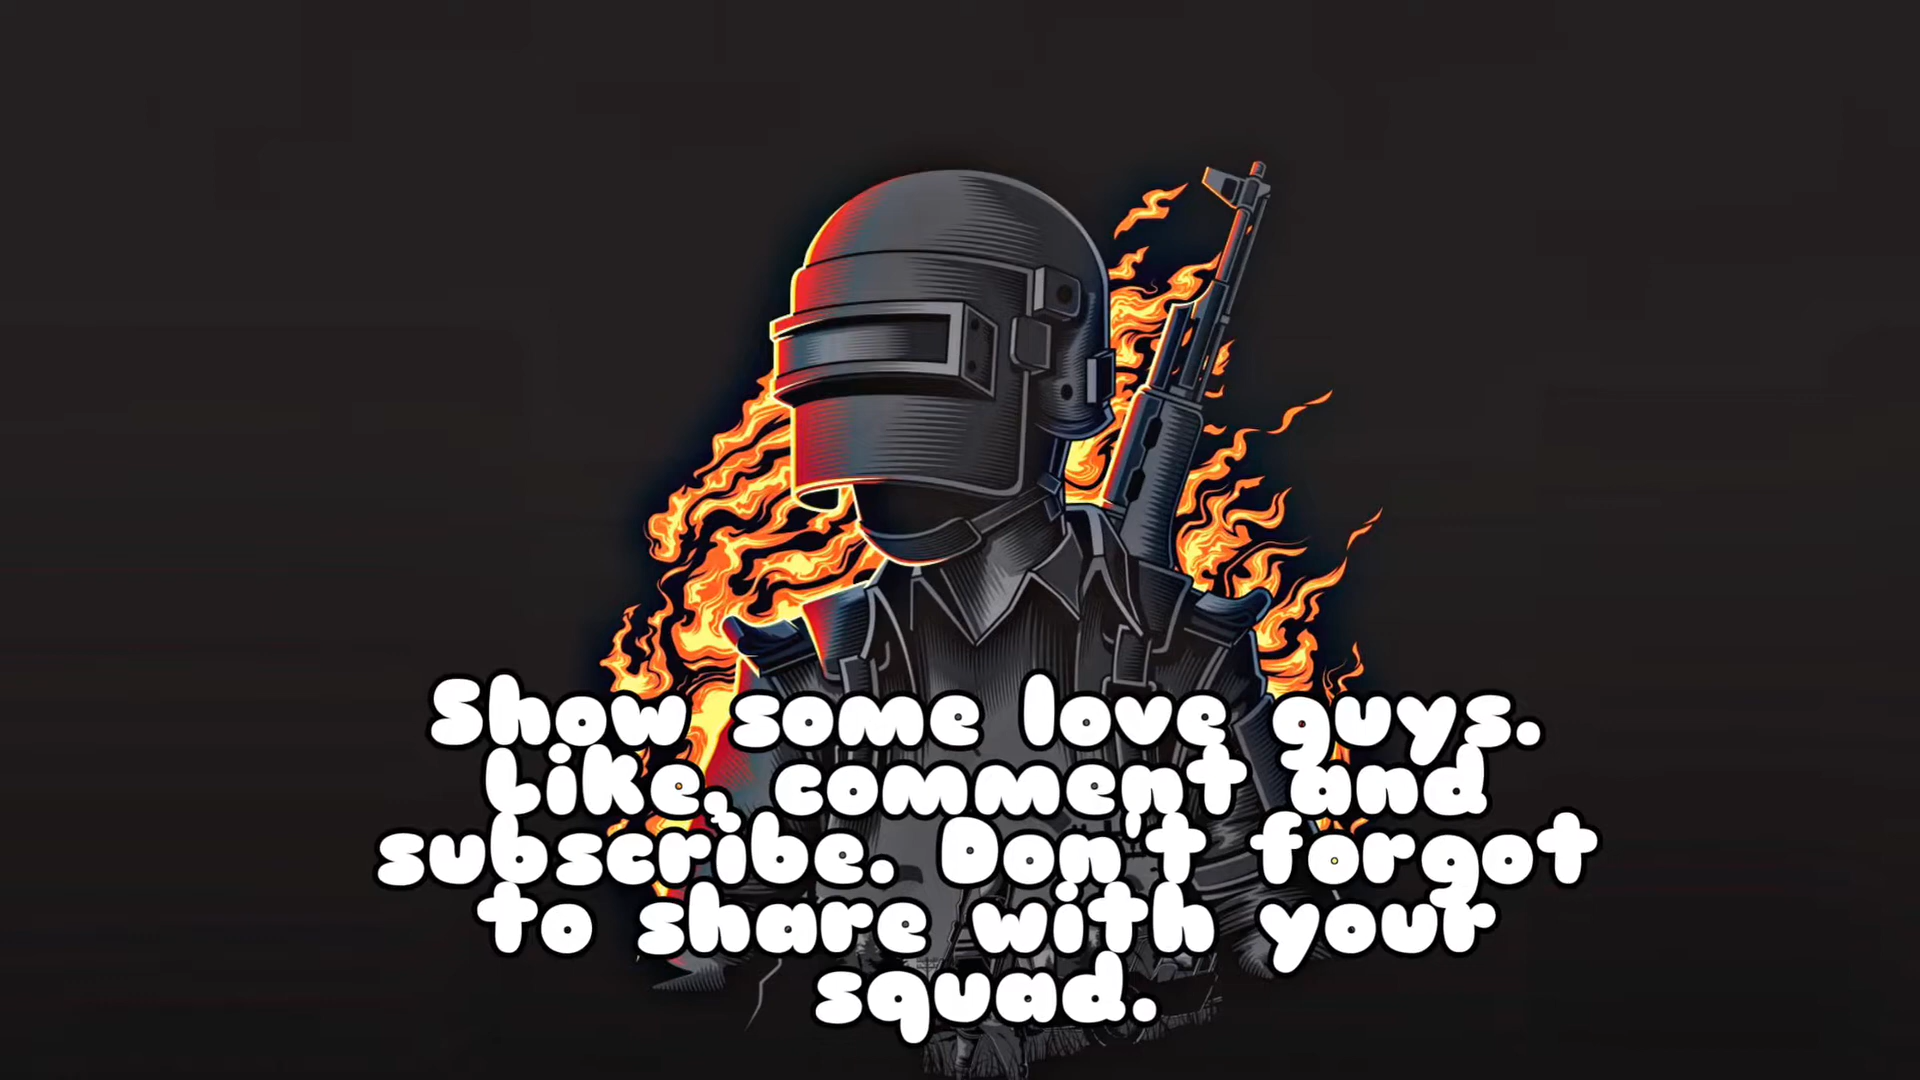 Show some love guys.
Like, comment and
subscribe. Don't forgot
to share with your
squad.